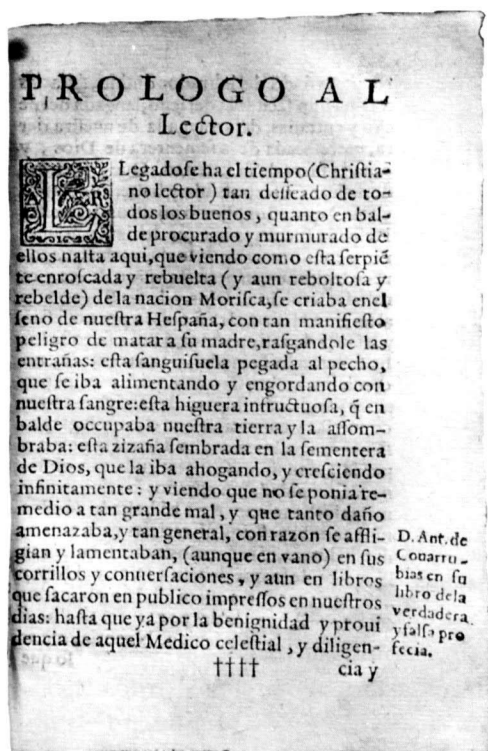 PROLOGO AL
Lector.
LLegadose ha el tiempo (Christia-
no lector) tan desseado de to-
dos los buenos, quanto en bal-
de procurado y murmurado de
ellos hasta aqui, que viendo como esta serpiẽ
te enroscada y rebuelta (y aun reboltosa y
rebelde) de la nacion Morisca, se criaba enel
seno de nuestra Hespaña, con tan manifiesto
peligro de matar a su madre, rasgandole las
entrañas: esta sanguisuela pegada al pecho,
que se iba alimentando y engordando con
nuestra sangre: esta higuera infructuosa, q̃ en
balde occupaba nuestra tierra y la assom-
braba: esta zizaña sembrada en la sementera
de Dios, que la iba ahogando, y cresciendo
infinitamente: y viendo que no se ponia re-
medio a tan grande mal, y que tanto daño
amenazaba, y tan general, con razon se affli-
gian y lamentaban, (aunque en vano) en sus
corrillos y conuersaciones, y aun en libros
que sacaron en publico impressos en nuestros
dias: hasta que ya por la benignidad y proui
dencia de aquel Medico celestial, y diligen-
†††† cia y
D. Ant. de
Couarru-
bias en su
libro dela
verdadera
y falsa pro
fecia.